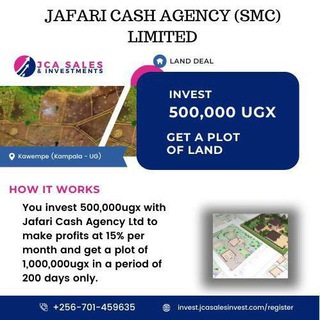 JAFARI CASH AGENCY (SMC)
LIMITED
JCA SALES
& INVESTMENTS
LAND DEAL
INVEST
500,000 UGX
GET A PLOT
OF LAND
Kawempe (Kampala - UG)
HOW IT WORKS
You invest 500,000ugx with
Jafari Cash Agency Ltd to
make profits at 15% per
month and get a plot of
1,000,000ugx in a period of
200 days only.
+256-701-459635
invest.jcasalesinvest.com/register